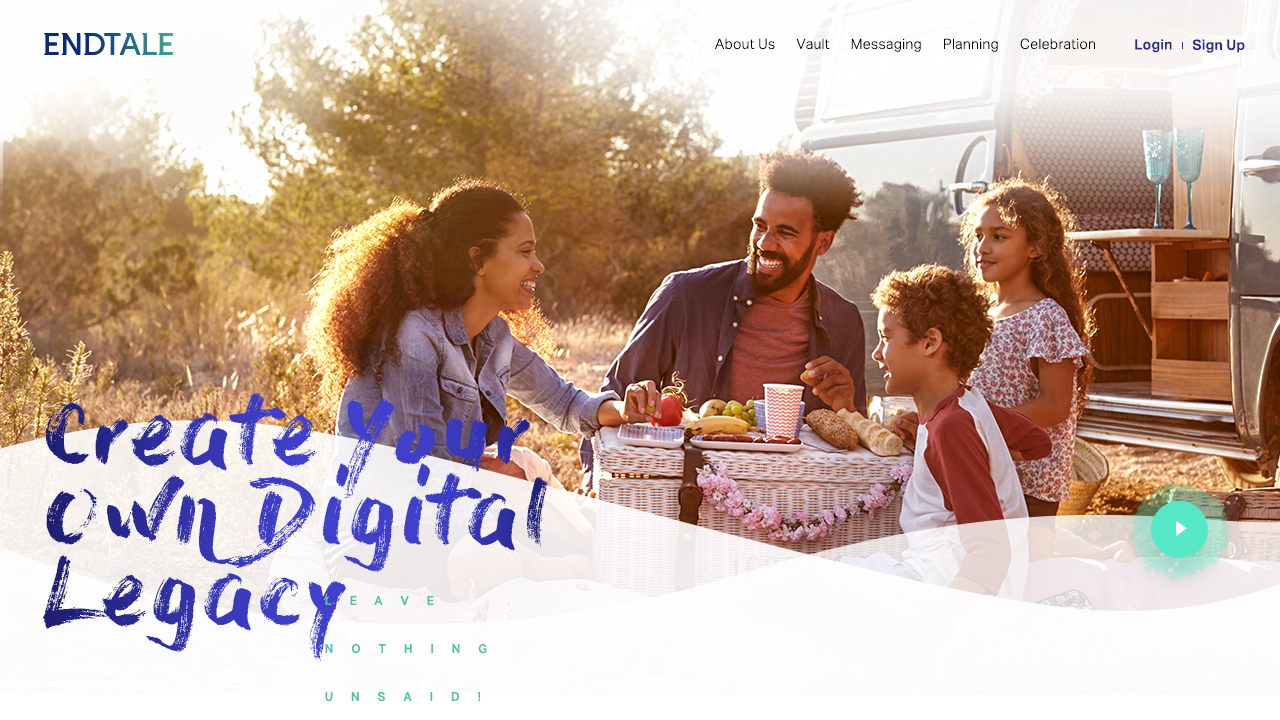 ENDTALE
About Us Vault Messaging Planning Celebration Login Sign Up
Create Your
Own Digital
Legacy
LEAVE
NOTHING
UNSAID!